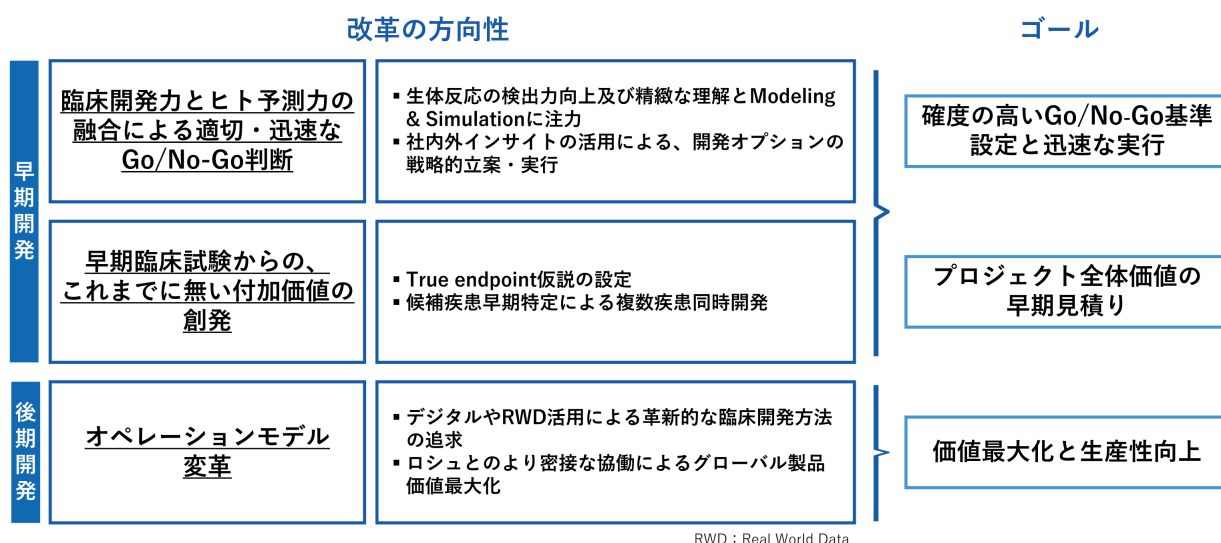 改革の方向性
ゴール
早期開発
臨床開発力とヒト予測力の
融合による適切・迅速な
Go/No-Go判断
▪ 生体反応の検出力向上及び精緻な理解とModeling
& Simulationに注力
▪ 社内外インサイトの活用による、開発オプションの
戦略的立案・実行
確度の高いGo/No-Go基準
設定と迅速な実行
早期臨床試験からの、
これまでに無い付加価値の
創発
▪ True endpoint仮説の設定
▪ 候補疾患早期特定による複数疾患同時開発
プロジェクト全体価値の
早期見積り
後期開発
オペレーションモデル
変革
▪ デジタルやRWD活用による革新的な臨床開発方法
の追求
▪ ロシュとのより密接な協働によるグローバル製品
価値最大化
価値最大化と生産性向上
RWD：Real World Data